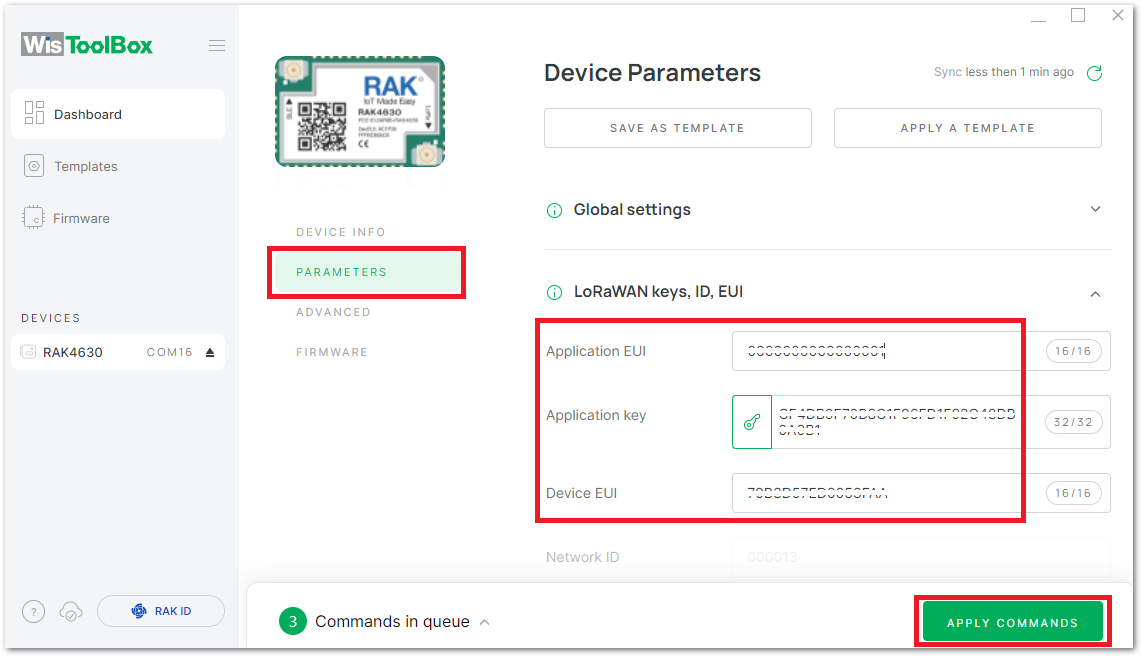 WisToolBox
Dashboard
Templates
Firmware
DEVICES
RAK4630 COM16
?
RAK ID
RAK
IoT Made Easy
RAK4630
BLE
LoRa
DEVICE INFO
PARAMETERS
ADVANCED
FIRMWARE
Device Parameters
Sync less then 1 min ago
SAVE AS TEMPLATE
APPLY A TEMPLATE
Global settings
LoRaWAN keys, ID, EUI
Application EUI
16/16
Application key
32/32
Device EUI
16/16
Network ID 000013
3 Commands in queue
APPLY COMMANDS